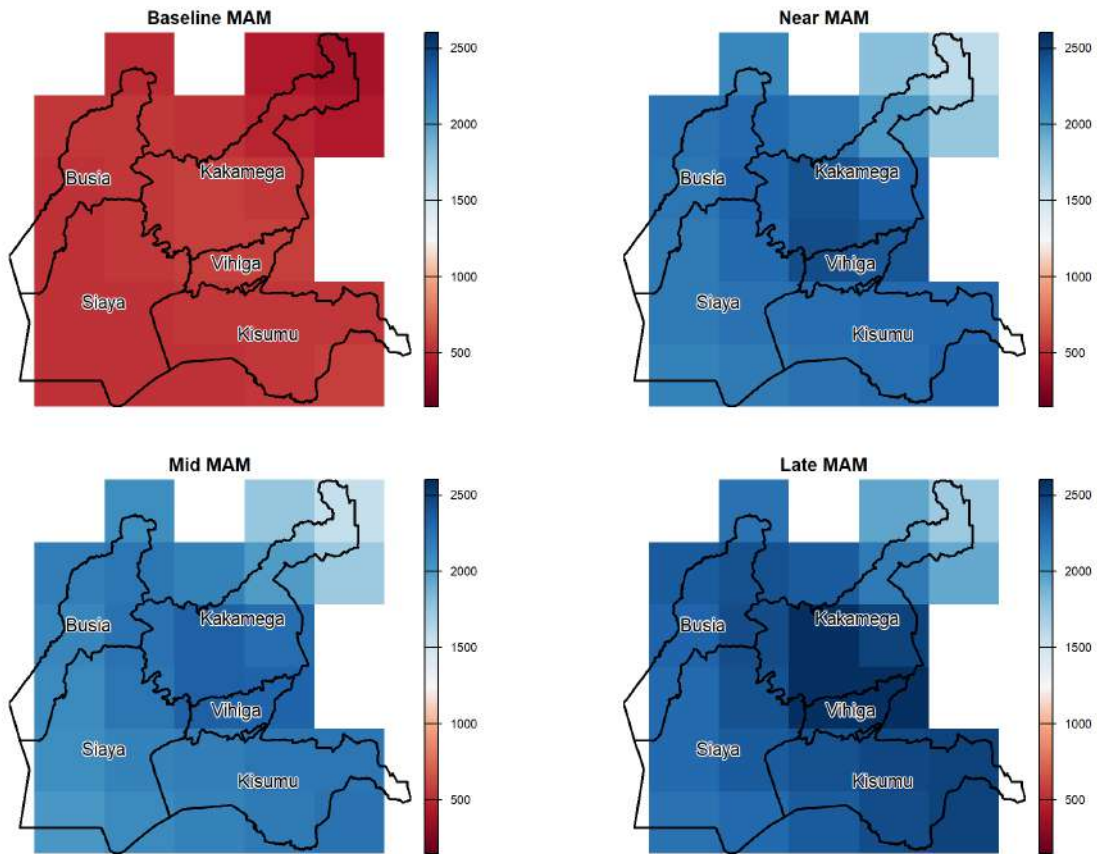 Baseline MAM
Busia
Kakamega
Vihiga
Siaya
Kisumu
2500
2000
1500
1000
500
Near MAM
Busia
Kakamega
Vihiga
Siaya
Kisumu
2500
2000
1500
1000
500
Mid MAM
Busia
Kakamega
Vihiga
Siaya
Kisumu
2500
2000
1500
1000
500
Late MAM
Busia
Kakamega
Vihiga
Siaya
Kisumu
2500
2000
1500
1000
500